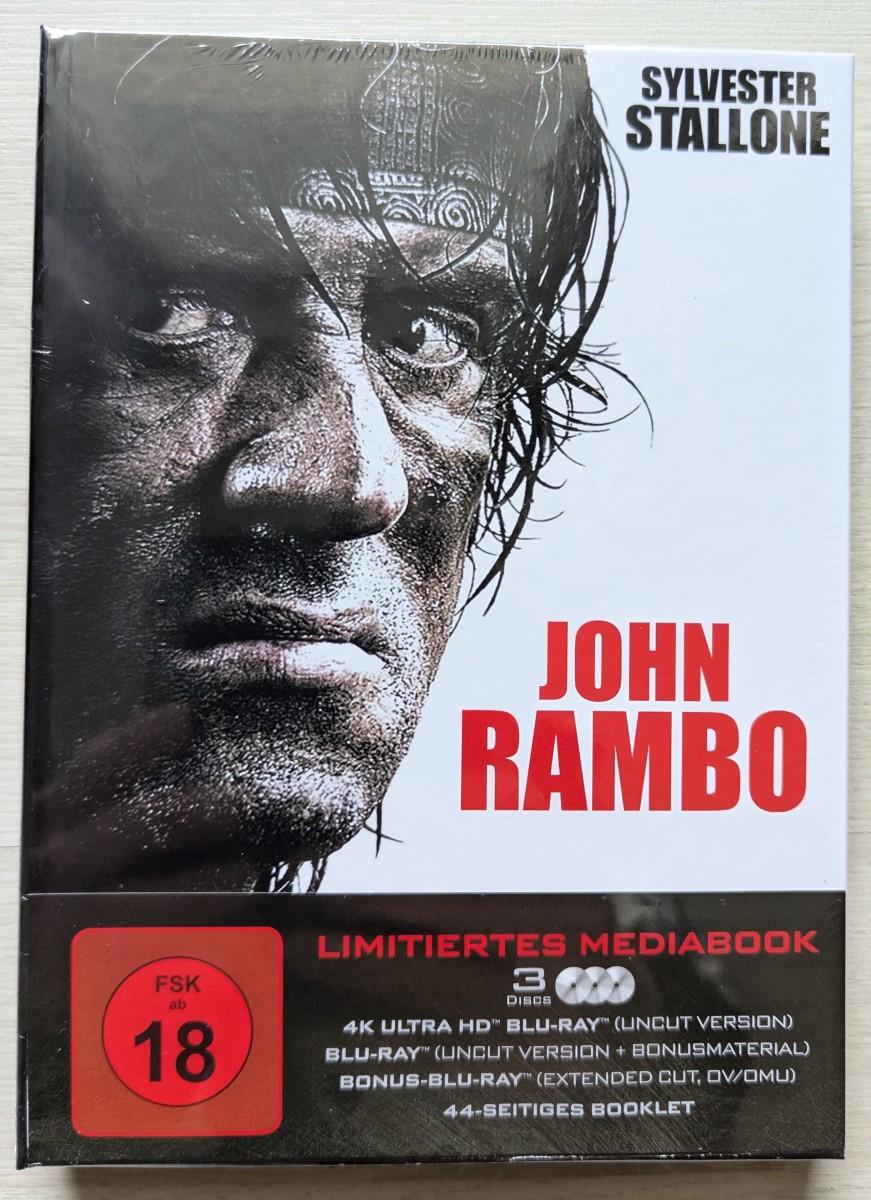 SYLVESTER
STALLONE
JOHN
RAMBO
LIMITIERTES MEDIABOOK
3
Discs
4K ULTRA HD™ BLU-RAY™ (UNCUT VERSION)
BLU-RAY™ (UNCUT VERSION + BONUSMATERIAL)
BONUS-BLU-RAY™ (EXTENDED CUT, OV/OMU)
44-SEITIGES BOOKLET
FSK
ab
18